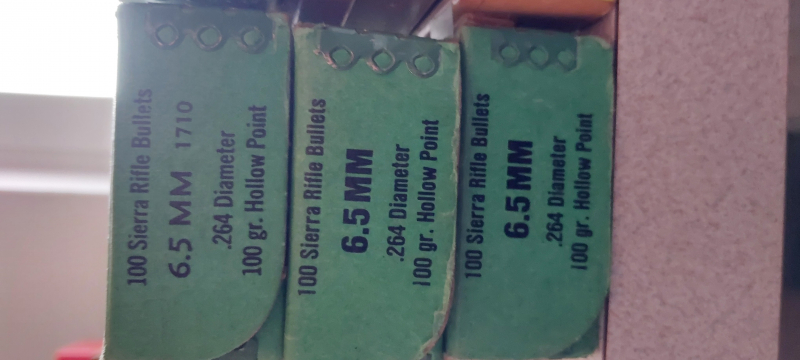 100 Sierra Rifle Bullets
6.5 MM 1710
.264 Diameter
100 gr. Hollow Point
100 Sierra Rifle Bullets
6.5 MM
.264 Diameter
100 gr. Hollow Point
100 Sierra Rifle Bullets
6.5 MM
.264 Diameter
100 gr. Hollow Point